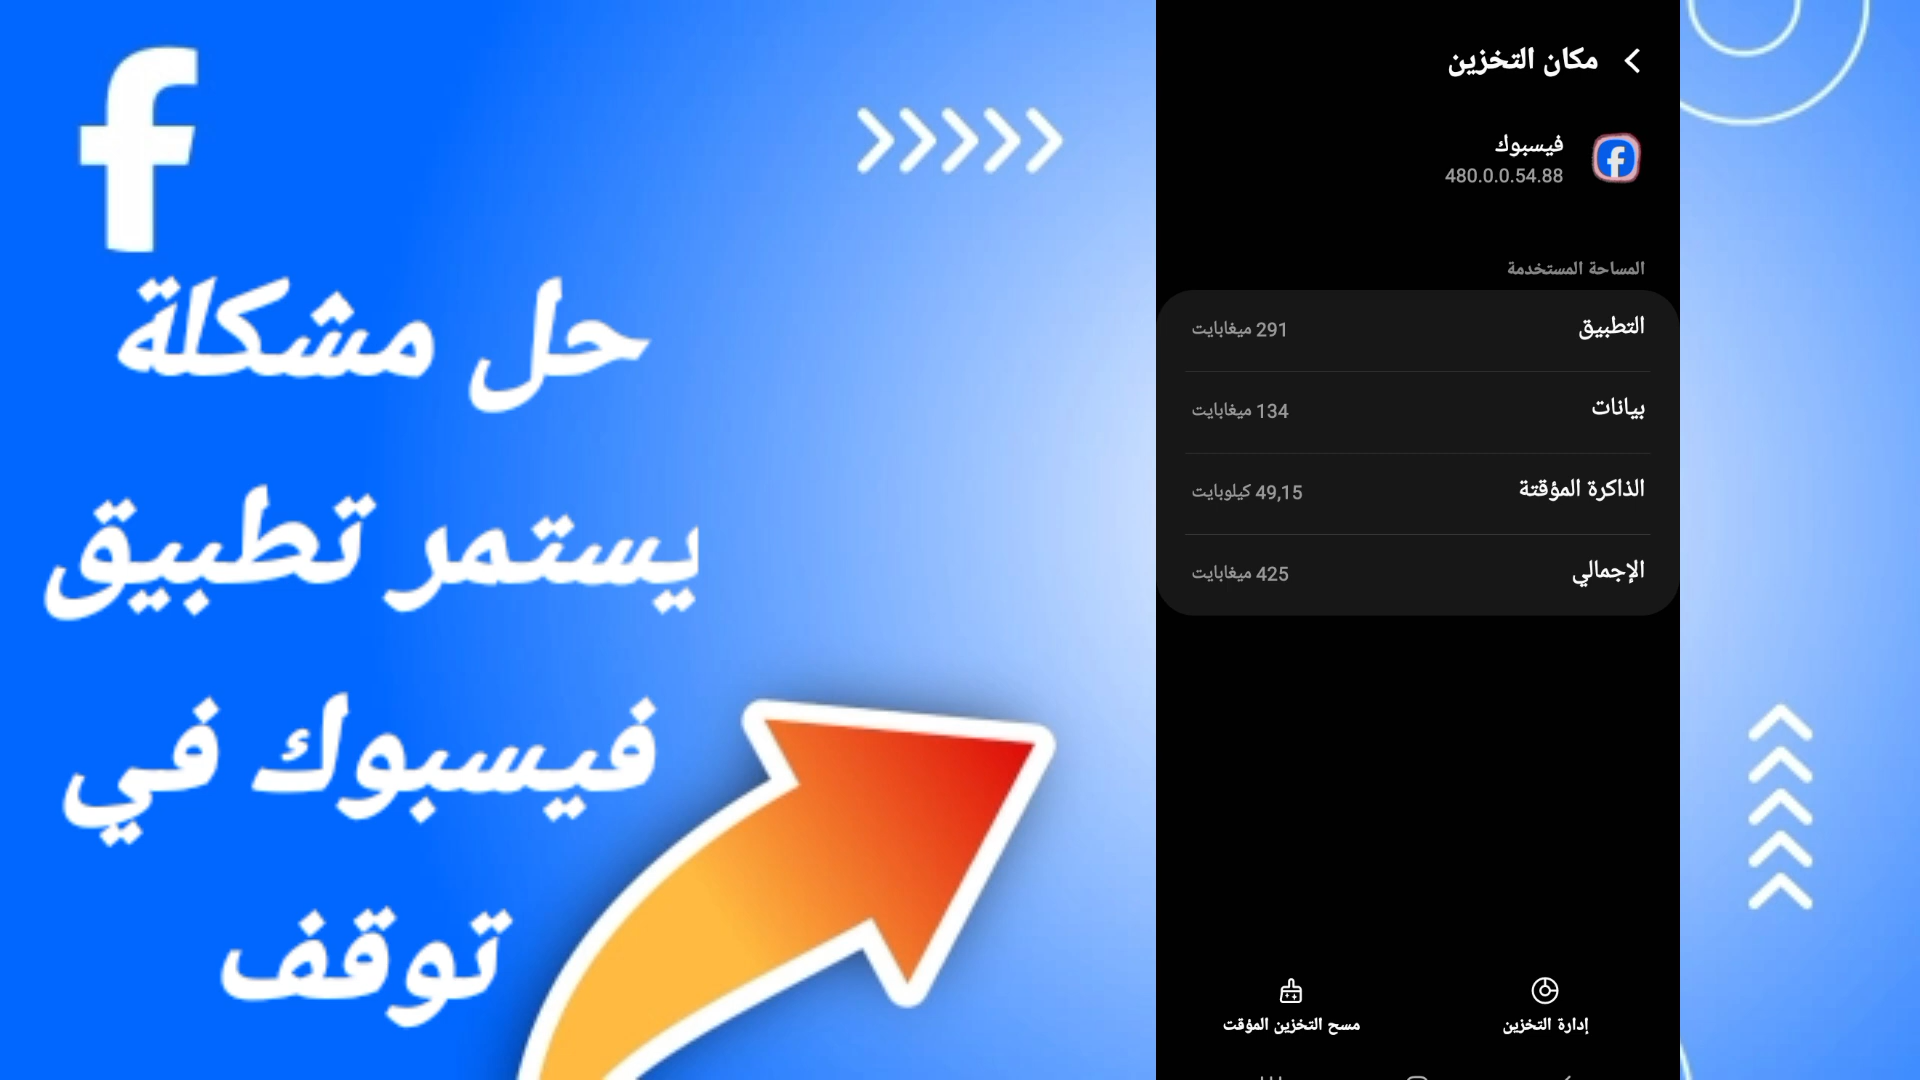 حل مشكلة
يستمر تطبيق
فيسبوك في
توقف
مكان التخزين
فيسبوك
480.0.0.54.88
المساحة المستخدمة
التطبيق 291 ميغابايت
بيانات 134 ميغابايت
الذاكرة المؤقتة 49,15 كيلوبايت
الإجمالي 425 ميغابايت
إدارة التخزين
مسح التخزين المؤقت